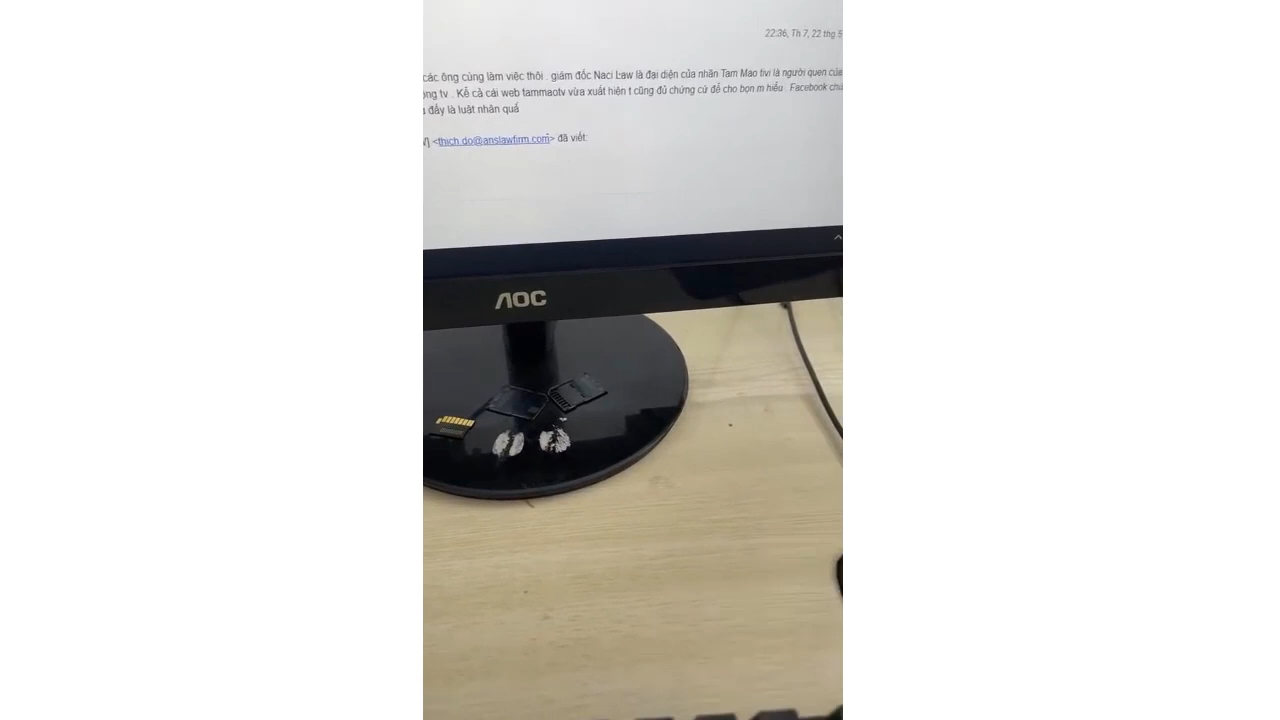 22:36, Th 7, 22 thg 5
các ông cùng làm việc thôi . giám đốc Naci Law là đại diện của nhãn Tam Mao tivi là người quen của
ộng tv . Kể cả cái web tammaotv vừa xuất hiện t cũng đủ chứng cứ để cho bọn m hiểu . Facebook
đấy là luật nhân quả
<thich.do@anslawfirm.com> đã viết:
AOC